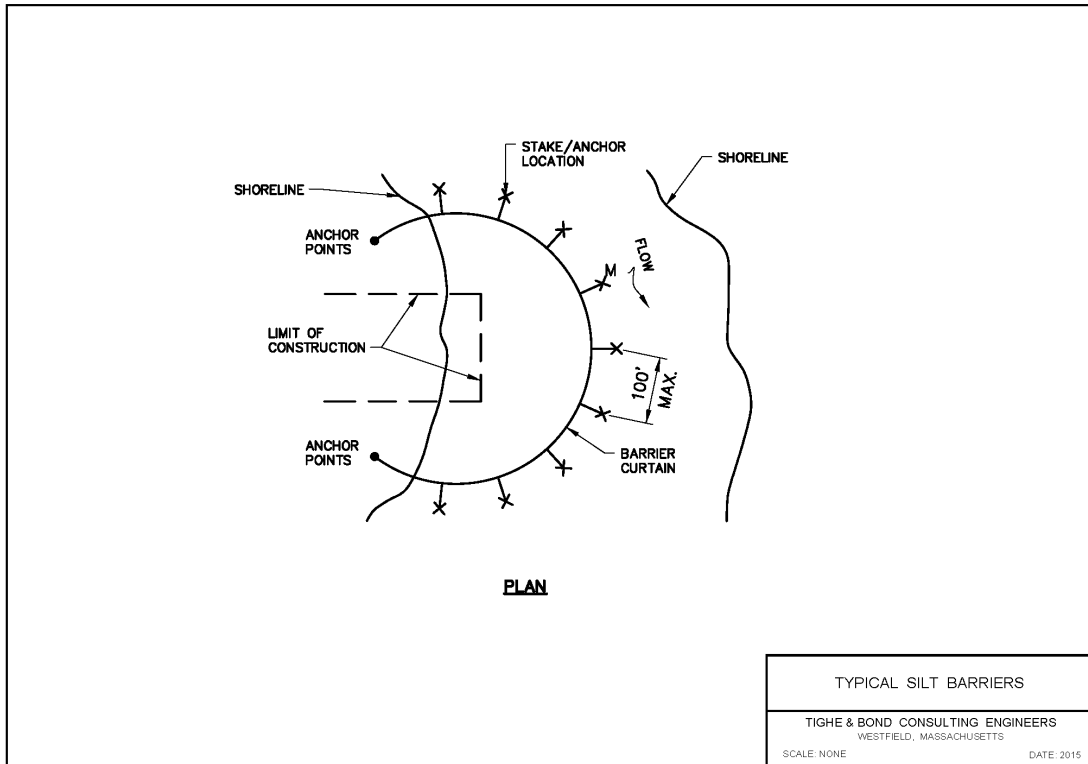 STAKE/ANCHOR
LOCATION
SHORELINE
SHORELINE
ANCHOR
POINTS
M
FLOW
LIMIT OF
CONSTRUCTION
100'
MAX.
ANCHOR
POINTS
BARRIER
CURTAIN
PLAN
TYPICAL SILT BARRIERS
TIGHE & BOND CONSULTING ENGINEERS
WESTFIELD, MASSACHUSETTS
SCALE: NONE
DATE: 2015